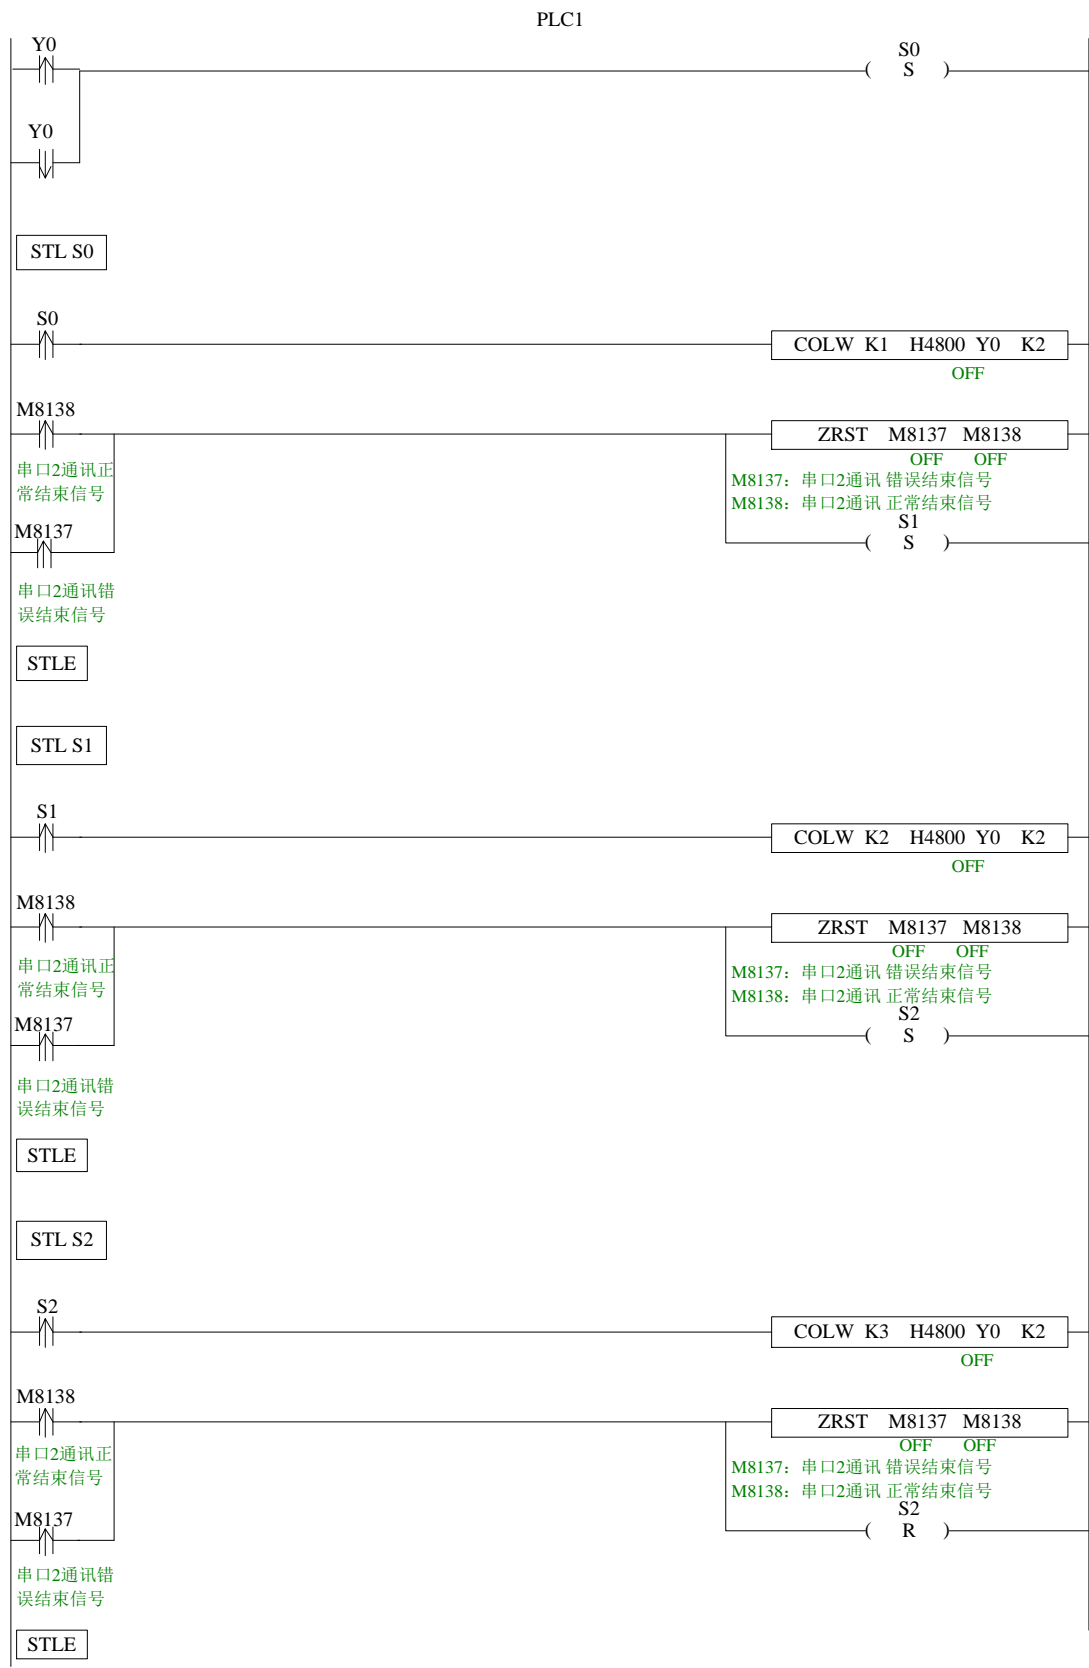 PLC1
Y0
S0
( S )
Y0
STL S0
S0
COLW K1 H4800 Y0 K2
OFF
M8138
ZRST M8137 M8138
OFF OFF
串口2通讯正
常结束信号
M8137：串口2通讯 错误结束信号
M8138：串口2通讯 正常结束信号
M8137
S1
( S )
串口2通讯错
误结束信号
STLE
STL S1
S1
COLW K2 H4800 Y0 K2
OFF
M8138
ZRST M8137 M8138
OFF OFF
串口2通讯正
常结束信号
M8137：串口2通讯 错误结束信号
M8138：串口2通讯 正常结束信号
M8137
S2
( S )
串口2通讯错
误结束信号
STLE
STL S2
S2
COLW K3 H4800 Y0 K2
OFF
M8138
ZRST M8137 M8138
OFF OFF
串口2通讯正
常结束信号
M8137：串口2通讯 错误结束信号
M8138：串口2通讯 正常结束信号
M8137
S2
( R )
串口2通讯错
误结束信号
STLE